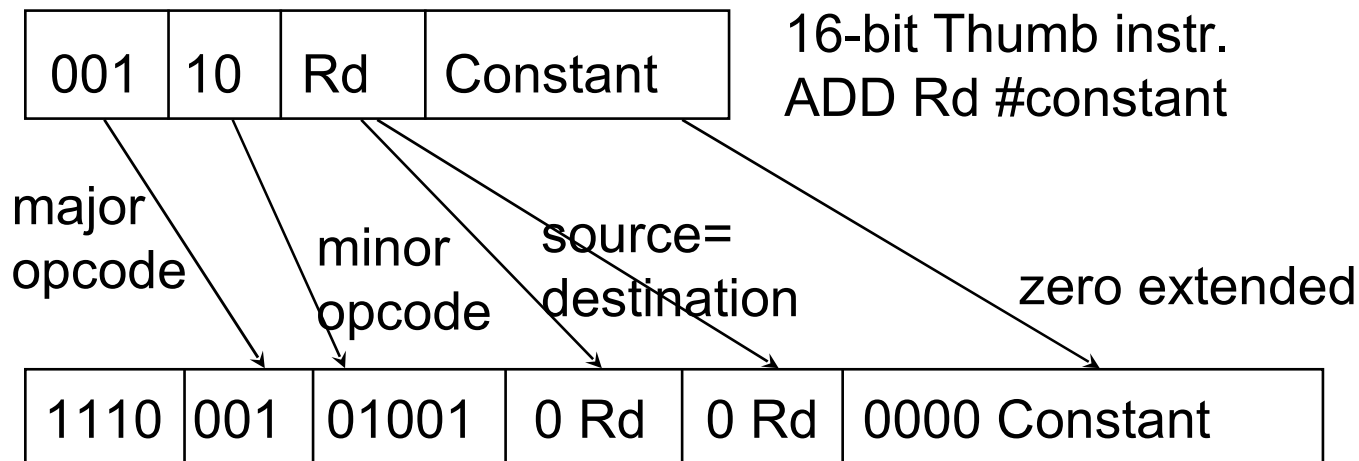 001 10 Rd Constant
16-bit Thumb instr.
ADD Rd #constant
major
opcode
minor
opcode
source=
destination
zero extended
1110 001 01001 0 Rd 0 Rd 0000 Constant